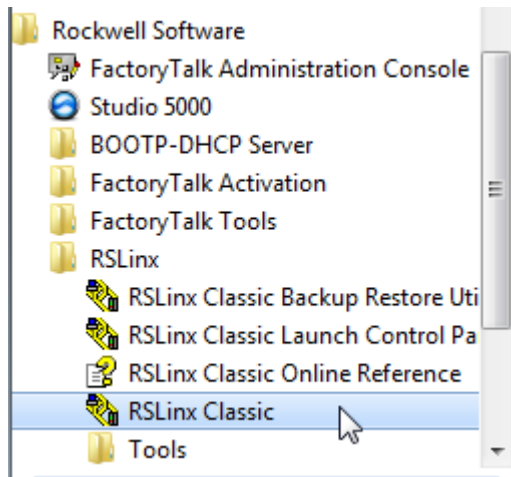 Rockwell Software
FactoryTalk Administration Console
Studio 5000
BOOTP-DHCP Server
FactoryTalk Activation
FactoryTalk Tools
RSLinx
RSLinx Classic Backup Restore Uti
RSLinx Classic Launch Control Pa
RSLinx Classic Online Reference
RSLinx Classic
Tools